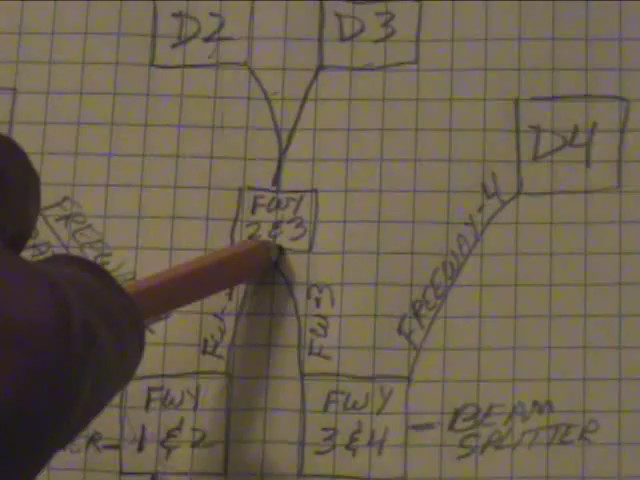 D2
D3
D4
FWY
2&3
FREEWAY-4
FW-3
FWY
1&2
FWY
3&4
- BEAM
SPLITTER